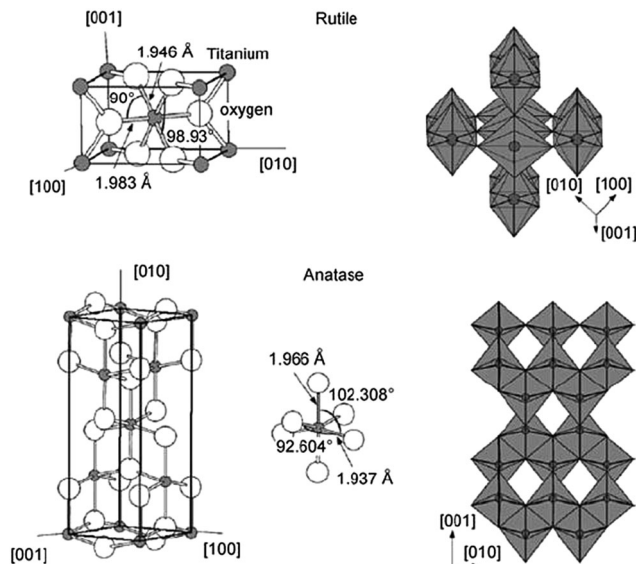 Rutile
[001]
1.946 Å
Titanium
90°
oxygen
98.93°
[010]
[100]
1.983 Å
[010]
[100]
[001]
Anatase
[010]
1.966 Å
102.308°
92.604°
1.937 Å
[001]
[100]
[001]
[010]